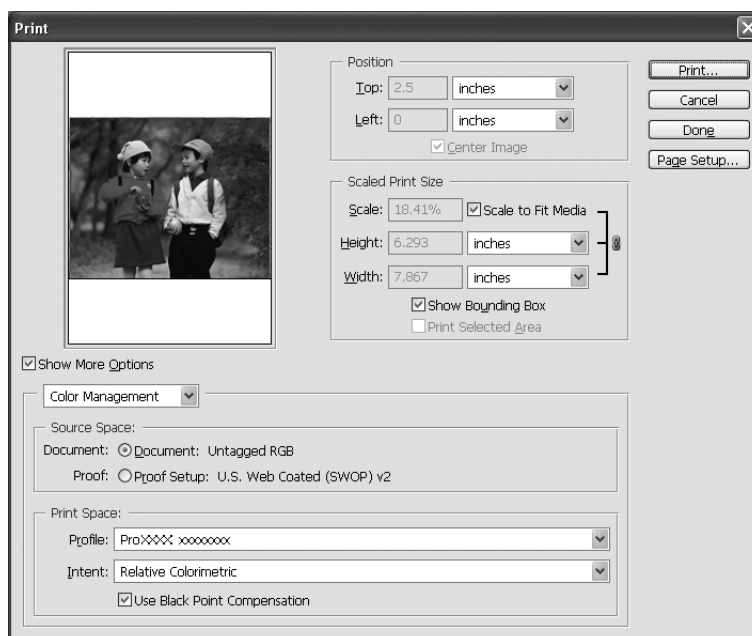 Print
Position
Top: 2.5 inches
Left: 0 inches
Center Image
Scaled Print Size
Scale: 18.41% Scale to Fit Media
Height: 6.293 inches
Width: 7.867 inches
Show Bounding Box
Print Selected Area
Print...
Cancel
Done
Page Setup...
Show More Options
Color Management
Source Space:
Document: Document: Untagged RGB
Proof: Proof Setup: U.S. Web Coated (SWOP) v2
Print Space:
Profile: ProXXXX xxxxxxxx
Intent: Relative Colorimetric
Use Black Point Compensation